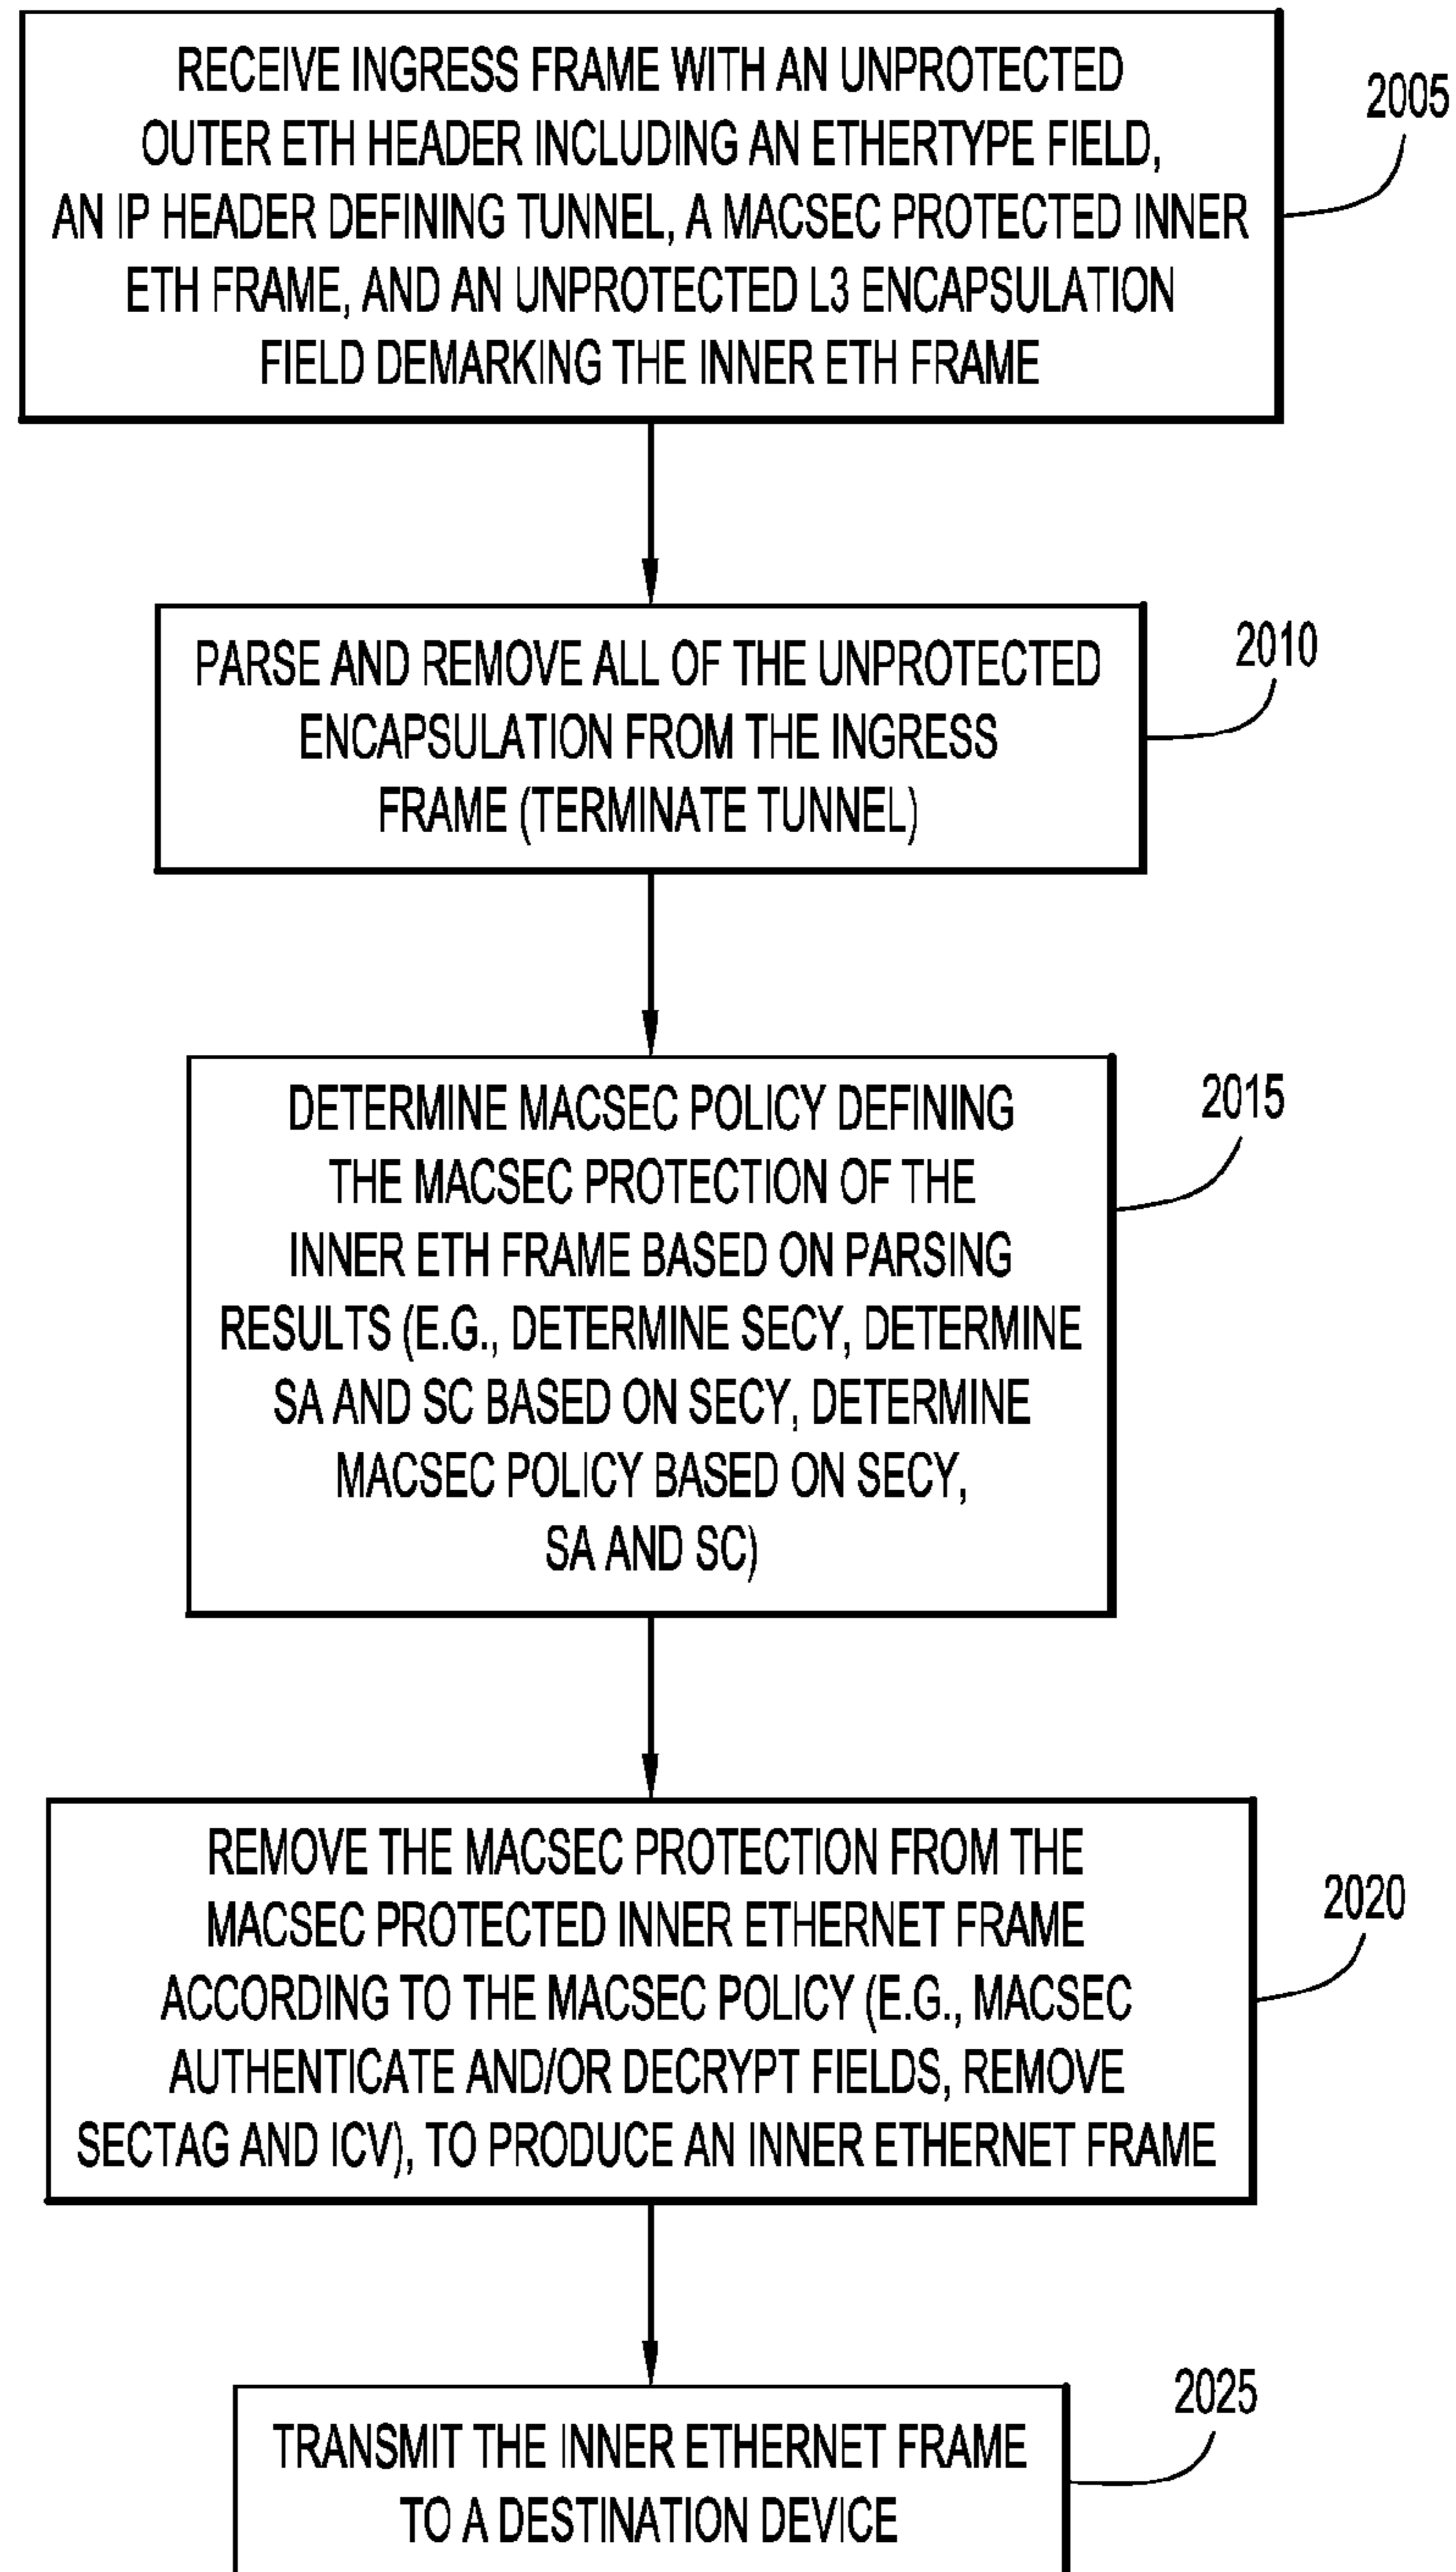 RECEIVE INGRESS FRAME WITH AN UNPROTECTED
OUTER ETH HEADER INCLUDING AN ETHERTYPE FIELD,
AN IP HEADER DEFINING TUNNEL, A MACSEC PROTECTED INNER
ETH FRAME, AND AN UNPROTECTED L3 ENCAPSULATION
FIELD DEMARKING THE INNER ETH FRAME
2005
PARSE AND REMOVE ALL OF THE UNPROTECTED
ENCAPSULATION FROM THE INGRESS
FRAME (TERMINATE TUNNEL)
2010
DETERMINE MACSEC POLICY DEFINING
THE MACSEC PROTECTION OF THE
INNER ETH FRAME BASED ON PARSING
RESULTS (E.G., DETERMINE SECY, DETERMINE
SA AND SC BASED ON SECY, DETERMINE
MACSEC POLICY BASED ON SECY,
SA AND SC)
2015
REMOVE THE MACSEC PROTECTION FROM THE
MACSEC PROTECTED INNER ETHERNET FRAME
ACCORDING TO THE MACSEC POLICY (E.G., MACSEC
AUTHENTICATE AND/OR DECRYPT FIELDS, REMOVE
SECTAG AND ICV), TO PRODUCE AN INNER ETHERNET FRAME
2020
TRANSMIT THE INNER ETHERNET FRAME
TO A DESTINATION DEVICE
2025